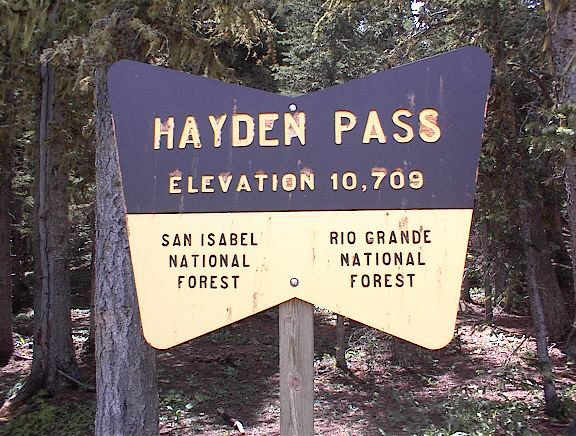 HAYDEN PASS
ELEVATION 10,709
SAN ISABEL
NATIONAL
FOREST
RIO GRANDE
NATIONAL
FOREST